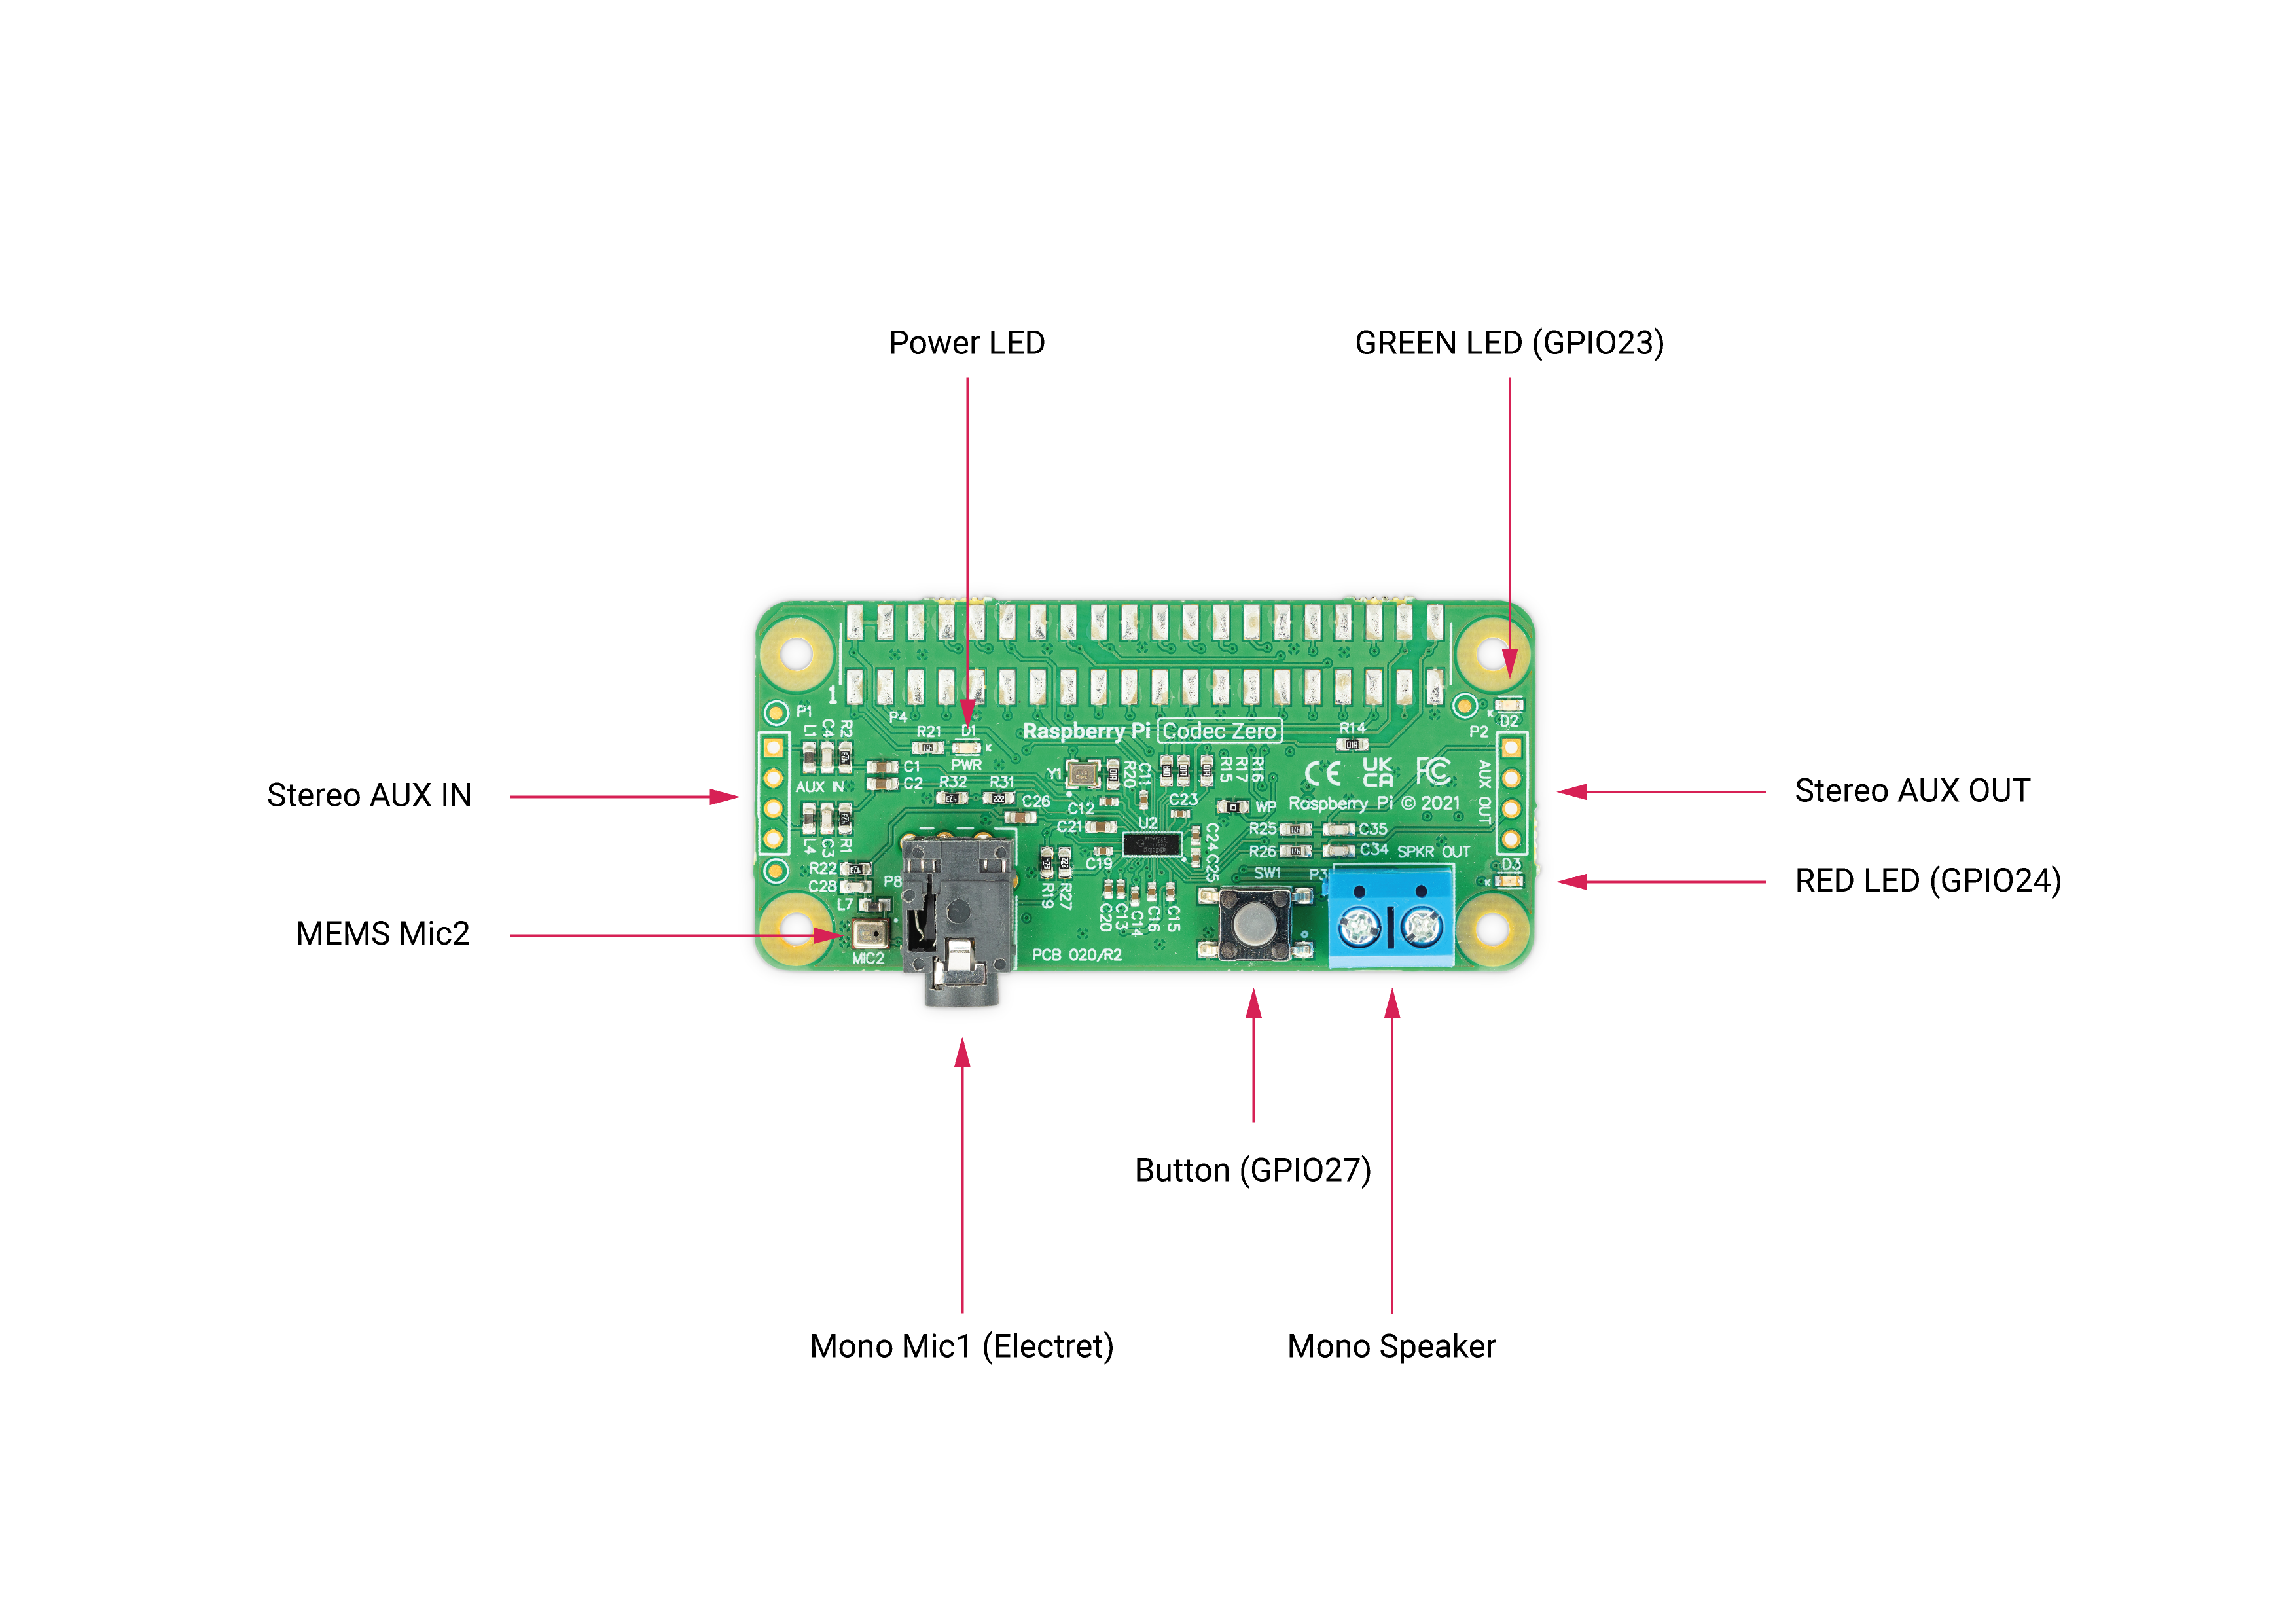 Power LED
GREEN LED (GPIO23)
1
P1
P4
L1
C4
R2
R21
D1
K
PWR
Raspberry Pi Codec Zero
R14
K
D2
P2
C1
C2
AUX IN
R32
R31
C26
Y1
R20
C11
C12
C23
R15
R17
R16
WP
CE UKCA FC
Raspberry Pi © 2021
AUX OUT
Stereo AUX IN
Stereo AUX OUT
L4
C3
R1
C21
U2
C19
C24
C25
R25
C35
R26
C34
SPKR OUT
D3
K
RED LED (GPIO24)
R22
C28
L7
P8
R19
R27
C20
C13
C14
C16
C15
SW1
P3
MEMS Mic2
MIC2
PCB 020/R2
Button (GPIO27)
Mono Mic1 (Electret)
Mono Speaker